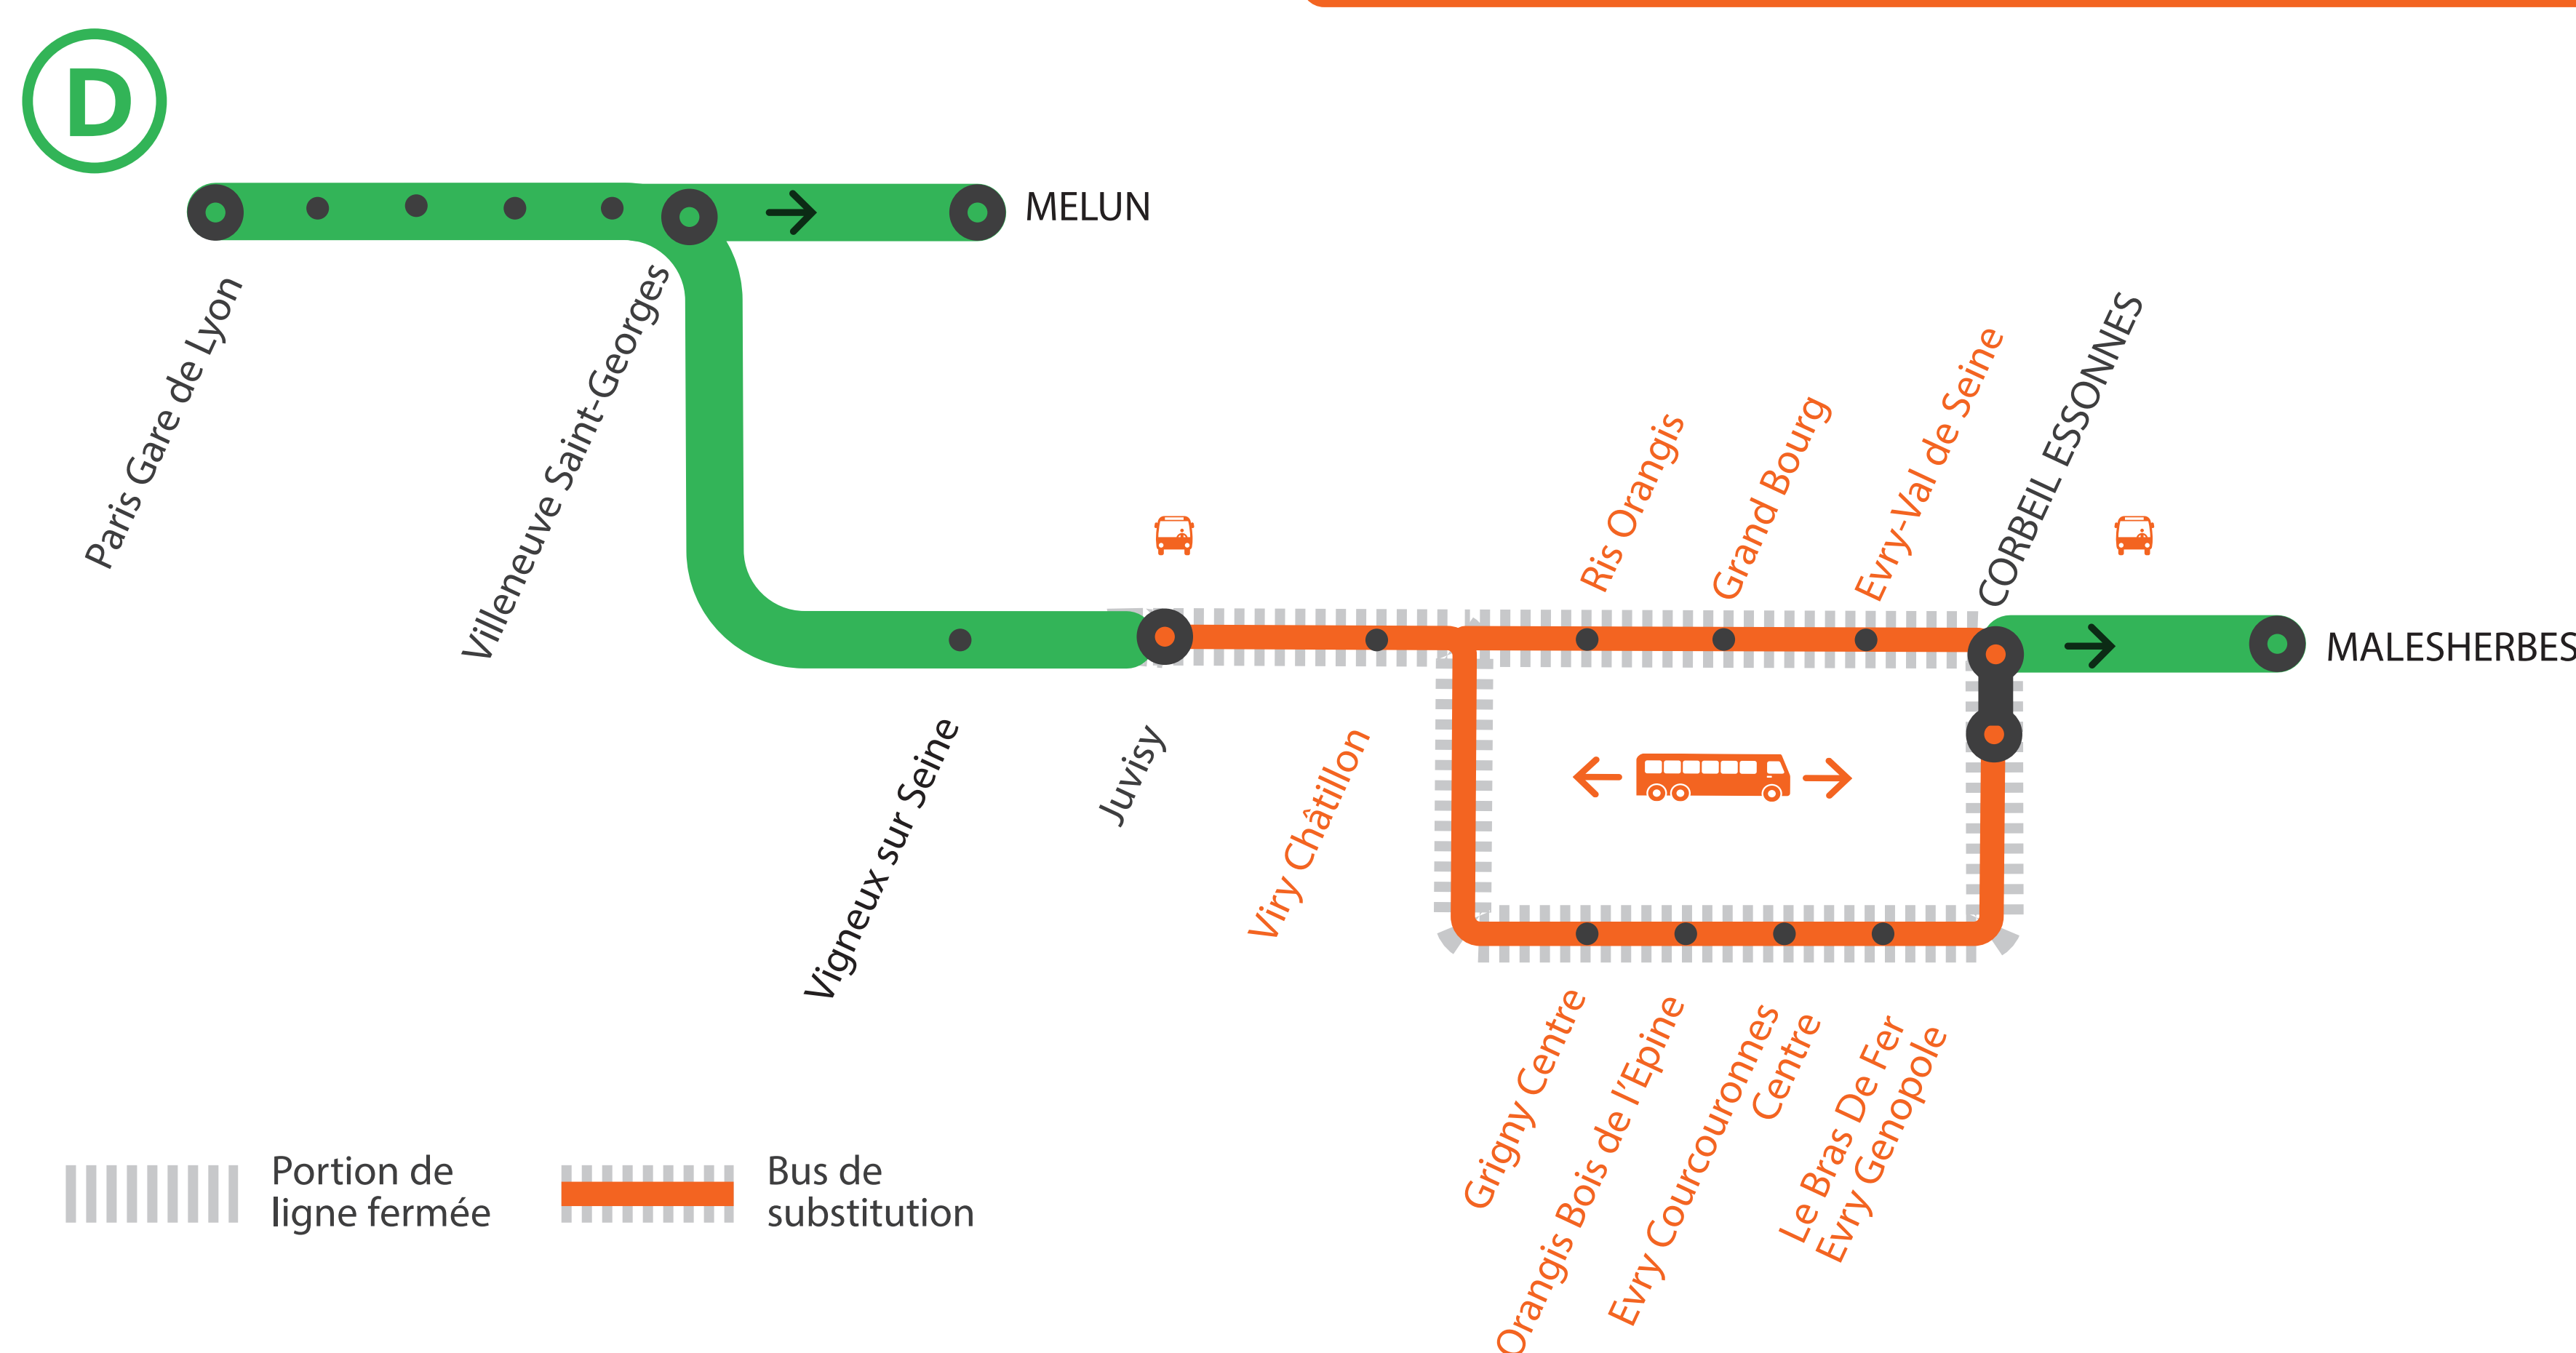 D
MELUN
Paris Gare de Lyon
Villeneuve Saint-Georges
Vigneux sur Seine
Juvisy
Viry Châtillon
Ris Orangis
Grand Bourg
Evry-Val de Seine
CORBEIL ESSONNES
MALESHERBES
Grigny Centre
Orangis Bois de l'Epine
Evry Courcouronnes
Centre
Le Bras De Fer
Evry Genopole
Portion de
ligne fermée
Bus de
substitution